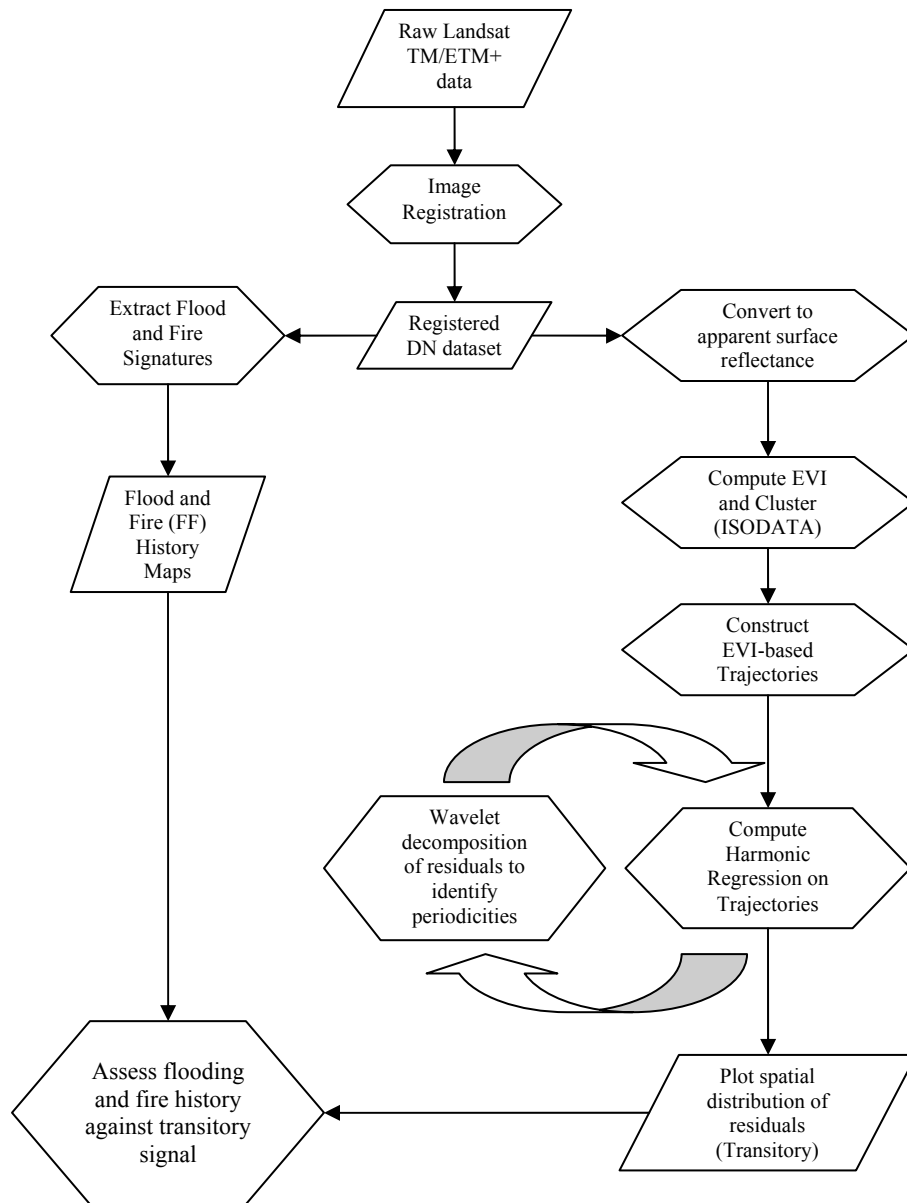 Raw Landsat
TM/ETM+
data
Image
Registration
Extract Flood
and Fire
Signatures
Registered
DN dataset
Convert to
apparent surface
reflectance
Flood and
Fire (FF)
History
Maps
Compute EVI
and Cluster
(ISODATA)
Construct
EVI-based
Trajectories
Wavelet
decomposition
of residuals to
identify
periodicities
Compute
Harmonic
Regression on
Trajectories
Assess flooding
and fire history
against transitory
signal
Plot spatial
distribution of
residuals
(Transitory)